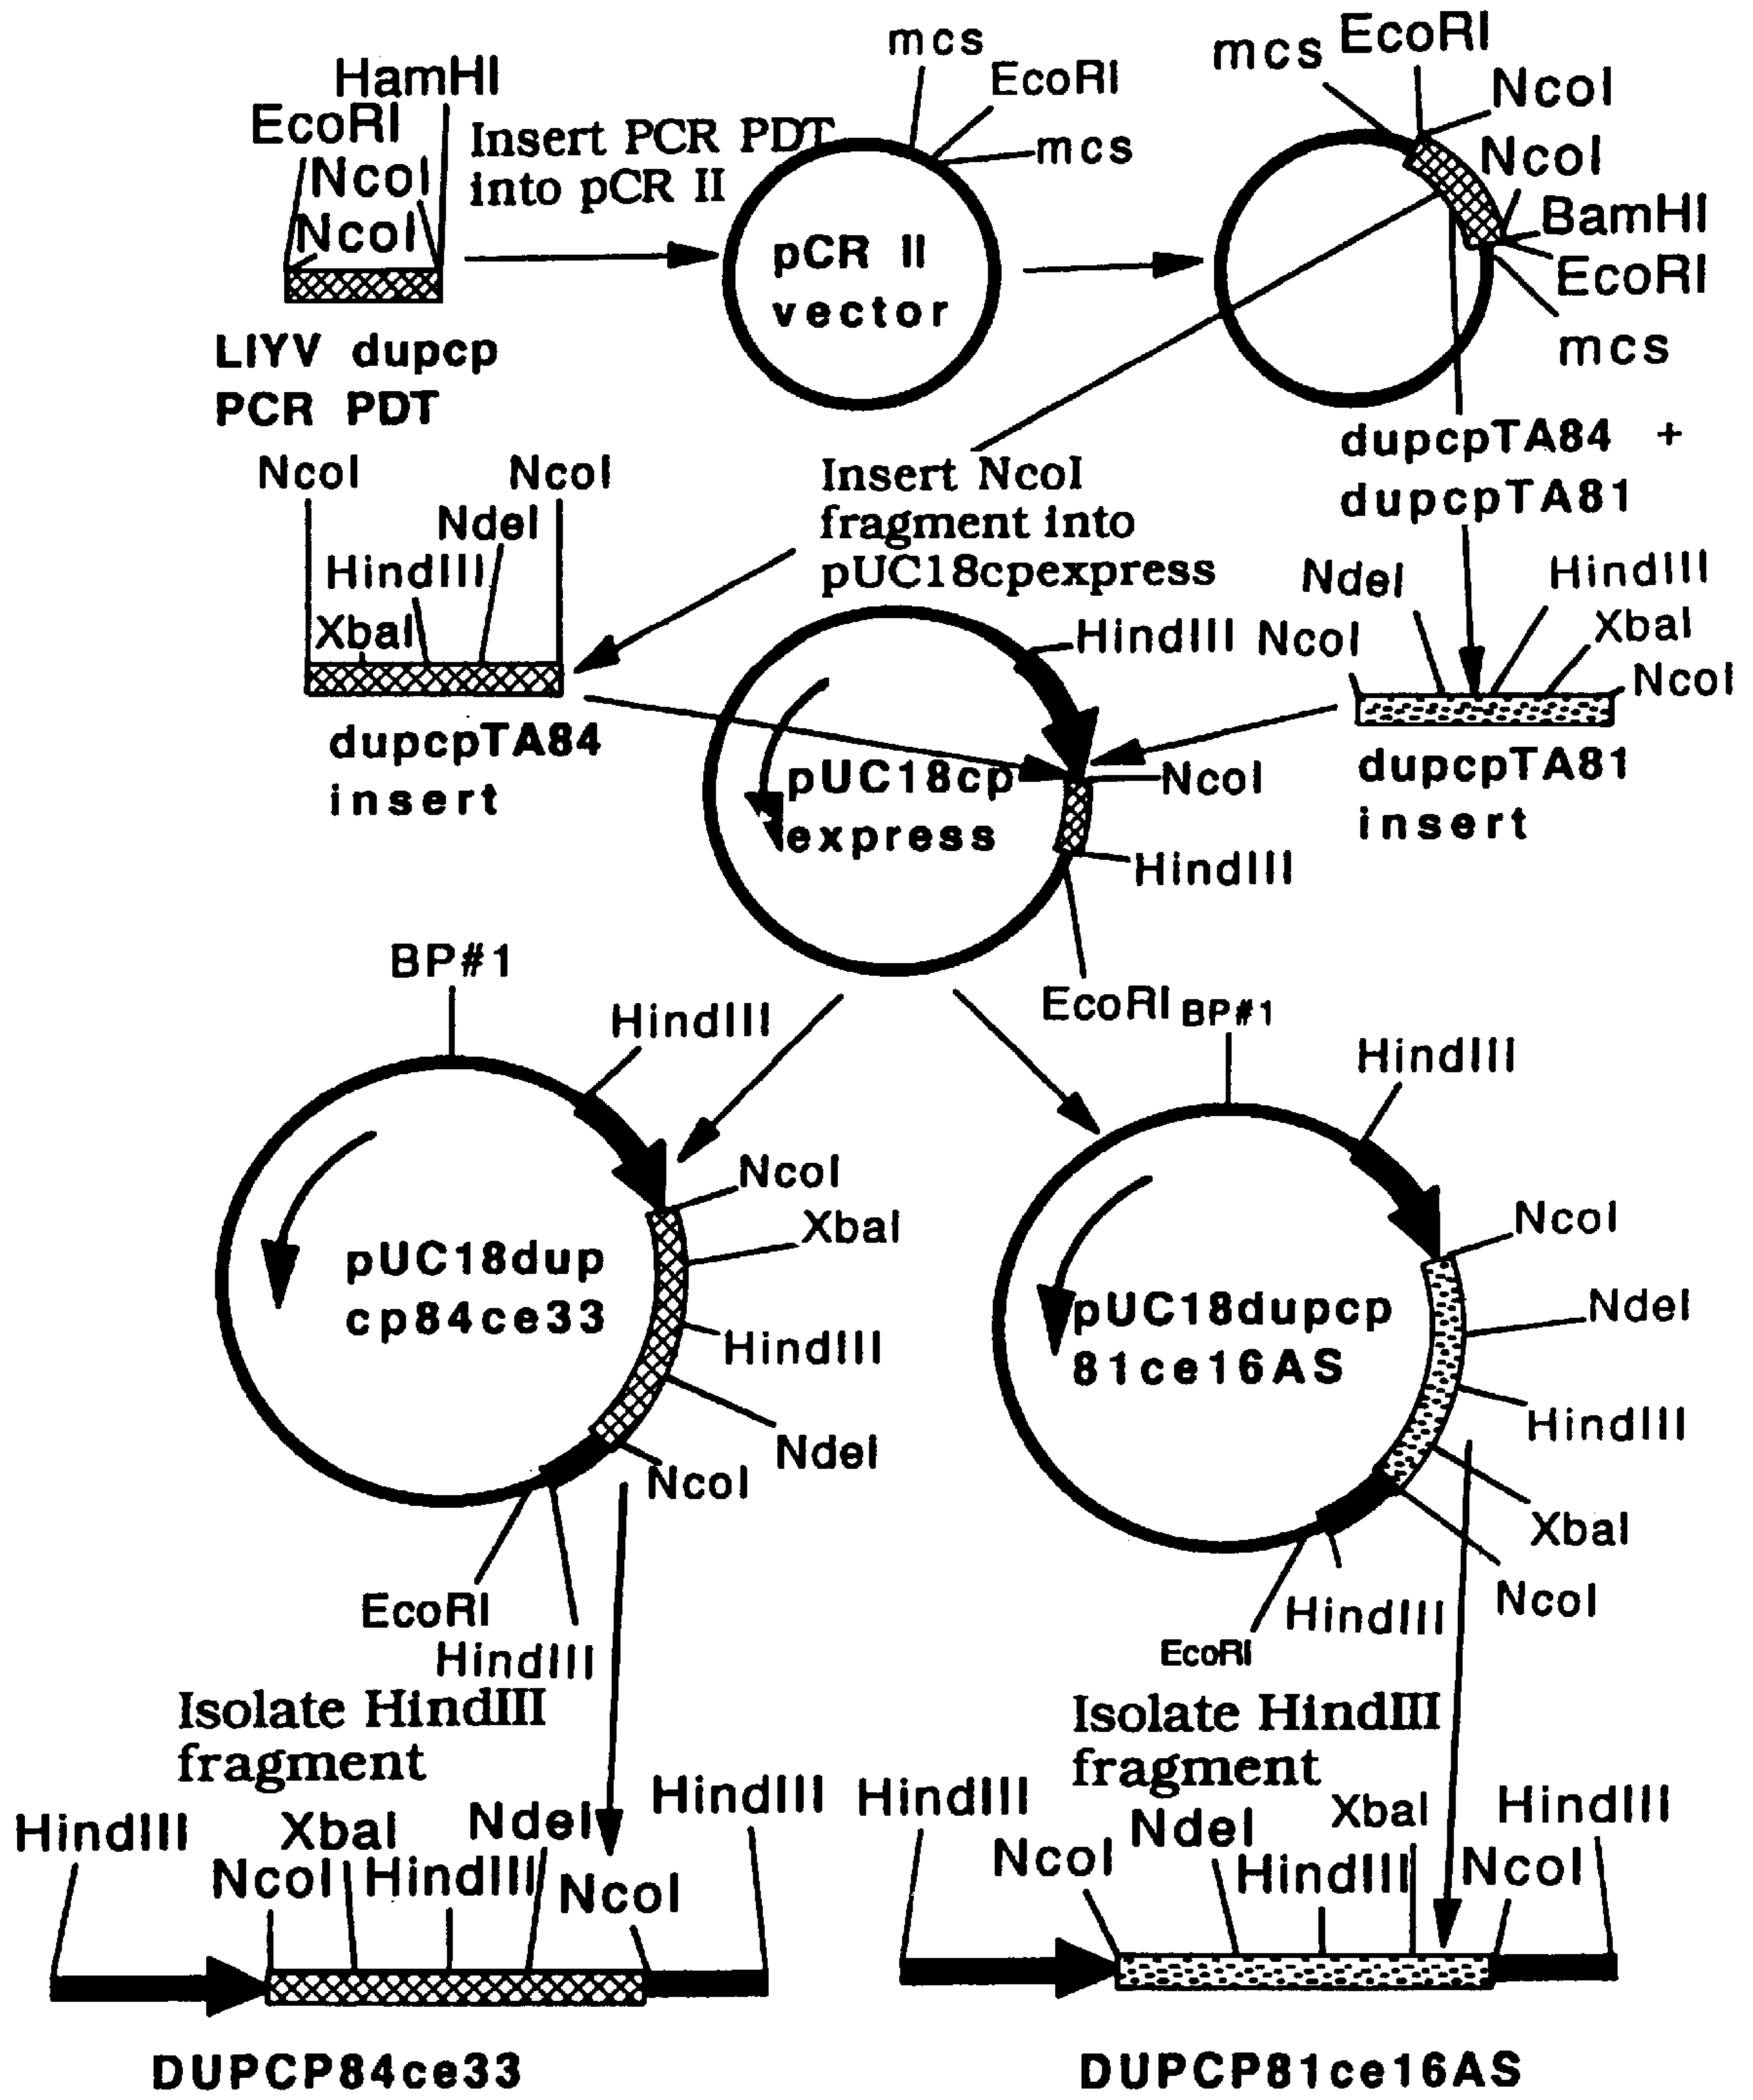 HamHI
EcoRI
NcoI
NcoI
LIYV dupcp
PCR PDT
Insert PCR PDT
into pCR II
mcs
EcoRI
mcs
pCR II
vector
mcs
EcoRI
NcoI
NcoI
BamHI
EcoRI
mcs
dupcpTA84 +
dupcpTA81
Insert NcoI
fragment into
pUC18cpexpress
NcoI
NcoI
NdeI
HindIII
XbaI
dupcpTA84
insert
HindIII
pUC18cp
express
NcoI
HindIII
EcoRI
NdeI
HindIII
NcoI
XbaI
NcoI
dupcpTA81
insert
BP#1
HindIII
NcoI
XbaI
pUC18dup
cp84ce33
HindIII
NdeI
NcoI
EcoRI
HindIII
BP#1
HindIII
NcoI
NdeI
pUC18dupcp
81ce16AS
HindIII
XbaI
NcoI
HindIII
EcoRI
Isolate HindIII
fragment
HindIII
XbaI
NdeI
HindIII
NcoI
HindIII
NcoI
DUPCP84ce33
Isolate HindIII
fragment
HindIII
XbaI
HindIII
NdeI
NcoI
HindIII
NcoI
DUPCP81ce16AS